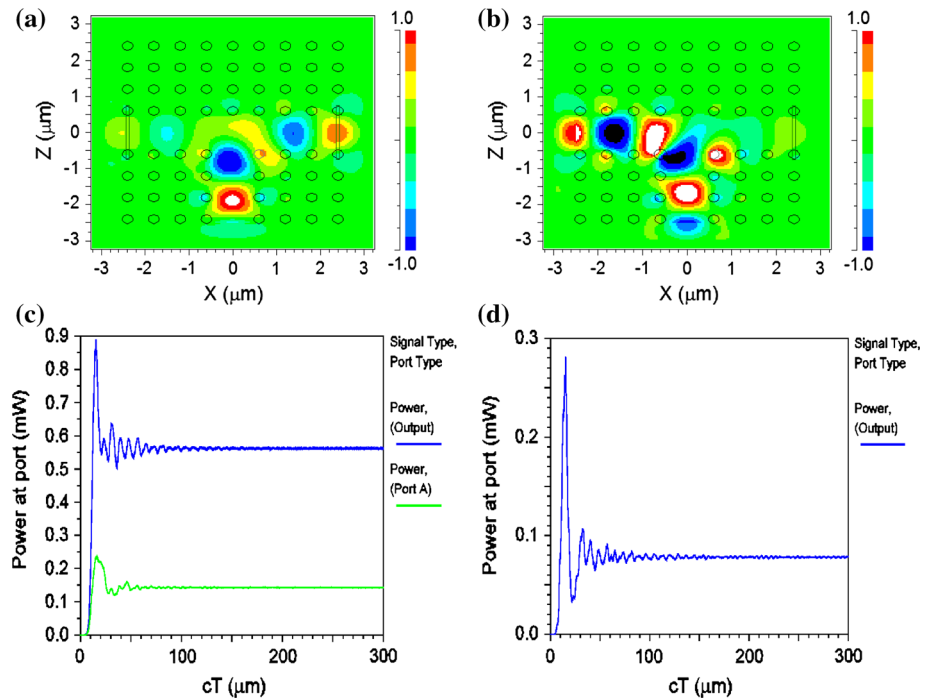 (a)
(b)
3
2
1
0
-1
-2
-3
Z (μm)
-3 -2 -1 0 1 2 3
X (μm)
1.0
-1.0
3
2
1
0
-1
-2
-3
Z (μm)
-3 -2 -1 0 1 2 3
X (μm)
1.0
-1.0
(c)
(d)
0.9
0.8
0.7
0.6
0.5
0.4
0.3
0.2
0.1
0.0
Power at port (mW)
0 100 200 300
cT (μm)
Signal Type,
Port Type
Power,
(Output)
Power,
(Port A)
0.3
0.2
0.1
0.0
Power at port (mW)
0 100 200 300
cT (μm)
Signal Type,
Port Type
Power,
(Output)